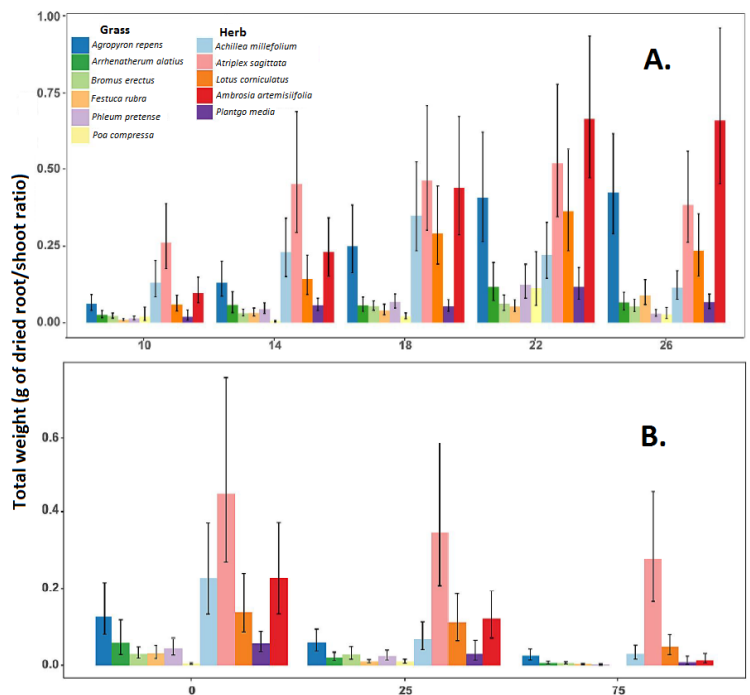 1.00
0.75
0.50
0.25
0.00
Grass
Agropyron repens
Arrhenatherum alatius
Bromus erectus
Festuca rubra
Phleum pretense
Poa compressa
Herb
Achillea millefolium
Atriplex sagittata
Lotus corniculatus
Ambrosia artemisiifolia
Plantgo media
A.
10 14 18 22 26
Total weight (g of dried root/shoot ratio)
B.
0.6
0.4
0.2
0.0
0 25 75